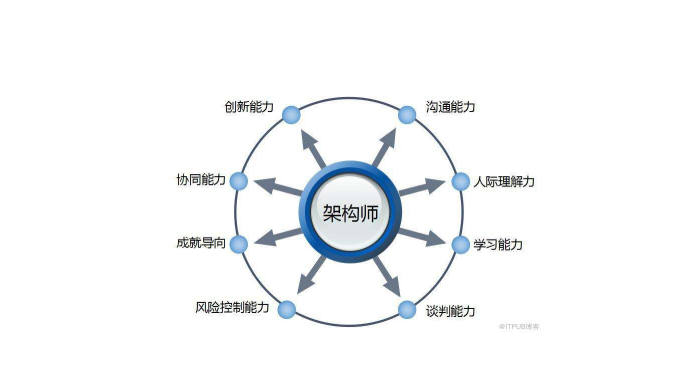 创新能力
沟通能力
协同能力
人际理解力
架构师
成就导向
学习能力
风险控制能力
谈判能力
@ITPUB博客